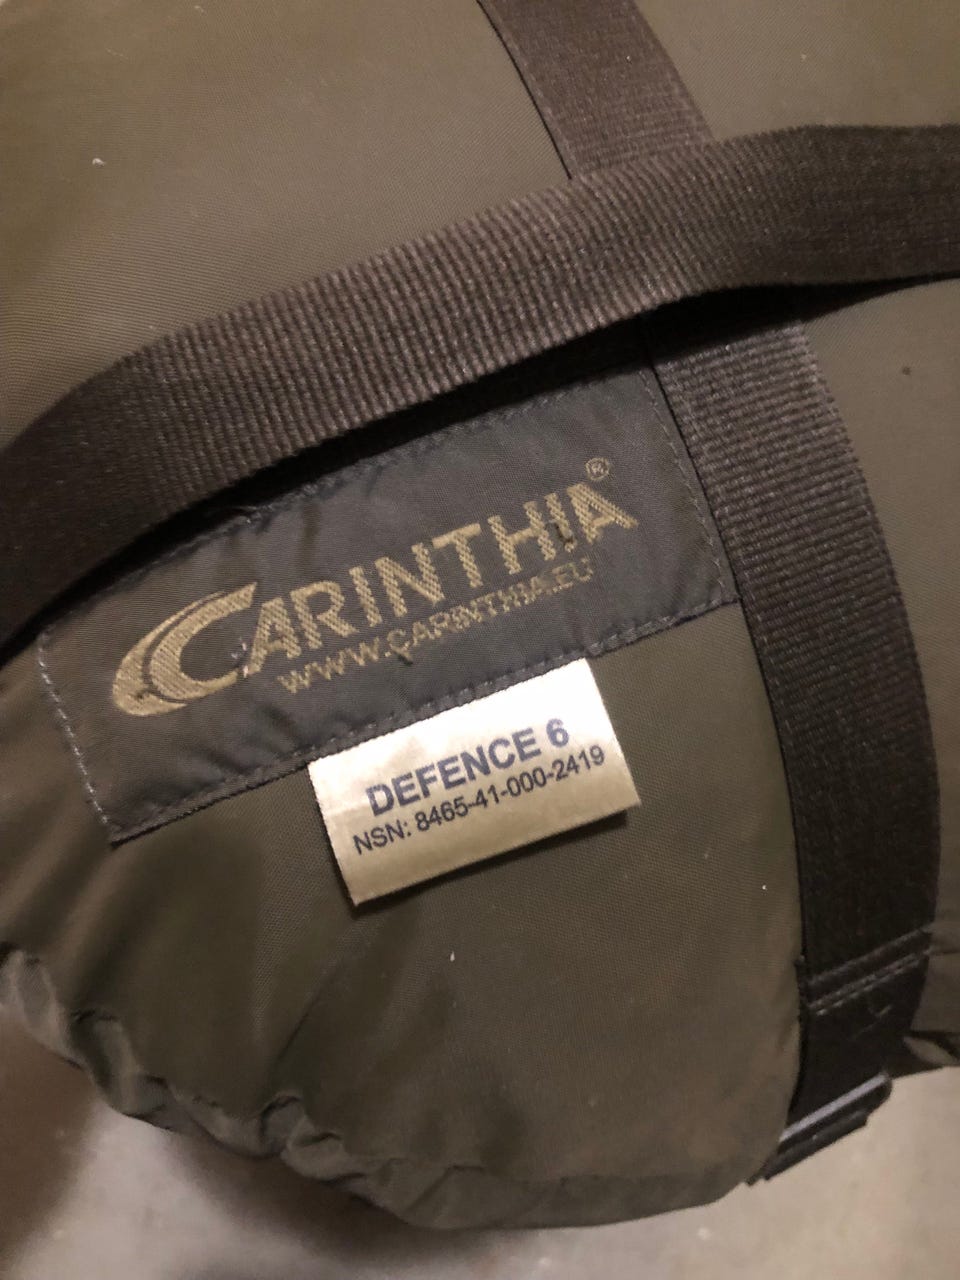 CARINTHIA®
WWW.CARINTHIA.EU
DEFENCE 6
NSN: 8465-41-000-2419